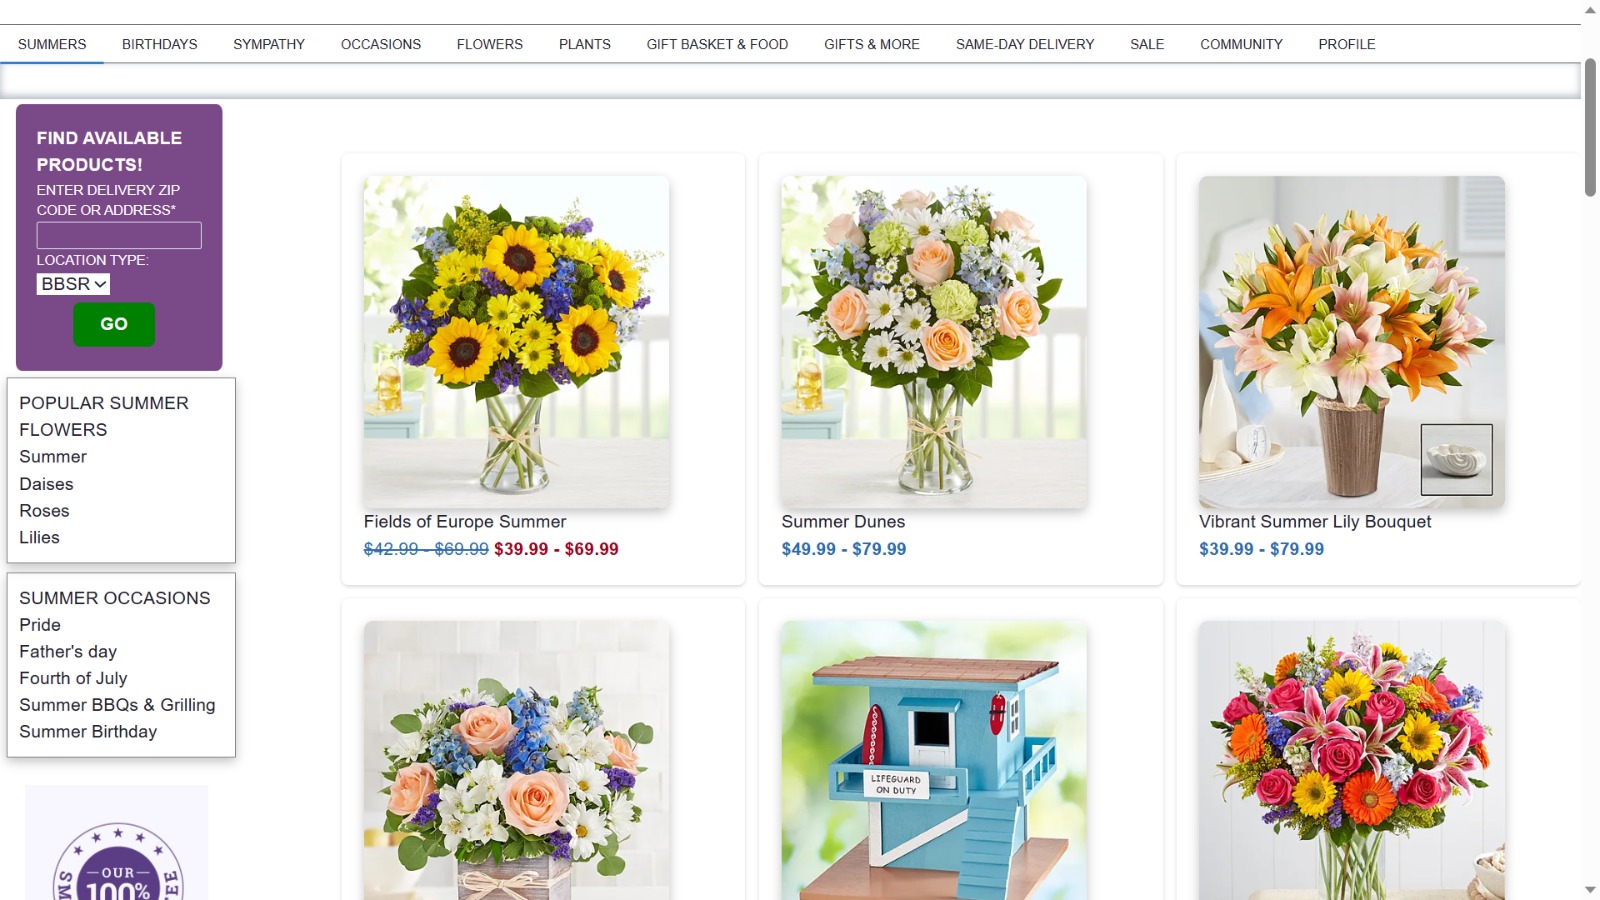 SUMMERS BIRTHDAYS SYMPATHY OCCASIONS FLOWERS PLANTS GIFT BASKET & FOOD GIFTS & MORE SAME-DAY DELIVERY SALE COMMUNITY PROFILE
FIND AVAILABLE
PRODUCTS!
ENTER DELIVERY ZIP
CODE OR ADDRESS*
LOCATION TYPE:
BBSR
GO
POPULAR SUMMER
FLOWERS
Summer
Daises
Roses
Lilies
SUMMER OCCASIONS
Pride
Father's day
Fourth of July
Summer BBQs & Grilling
Summer Birthday
OUR
100%
Fields of Europe Summer
$42.99 - $69.99 $39.99 - $69.99
Summer Dunes
$49.99 - $79.99
Vibrant Summer Lily Bouquet
$39.99 - $79.99
LIFEGUARD
ON DUTY